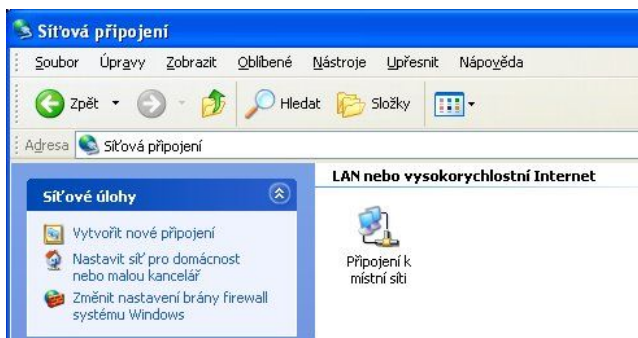 Síťová připojení
Soubor Úpravy Zobrazit Oblíbené Nástroje Upřesnit Nápověda
Zpět Hledat Složky
Adresa Síťová připojení
LAN nebo vysokorychlostní Internet
Síťové úlohy
Vytvořit nové připojení
Nastavit síť pro domácnost
nebo malou kancelář
Změnit nastavení brány firewall
systému Windows
Připojení k
místní síti